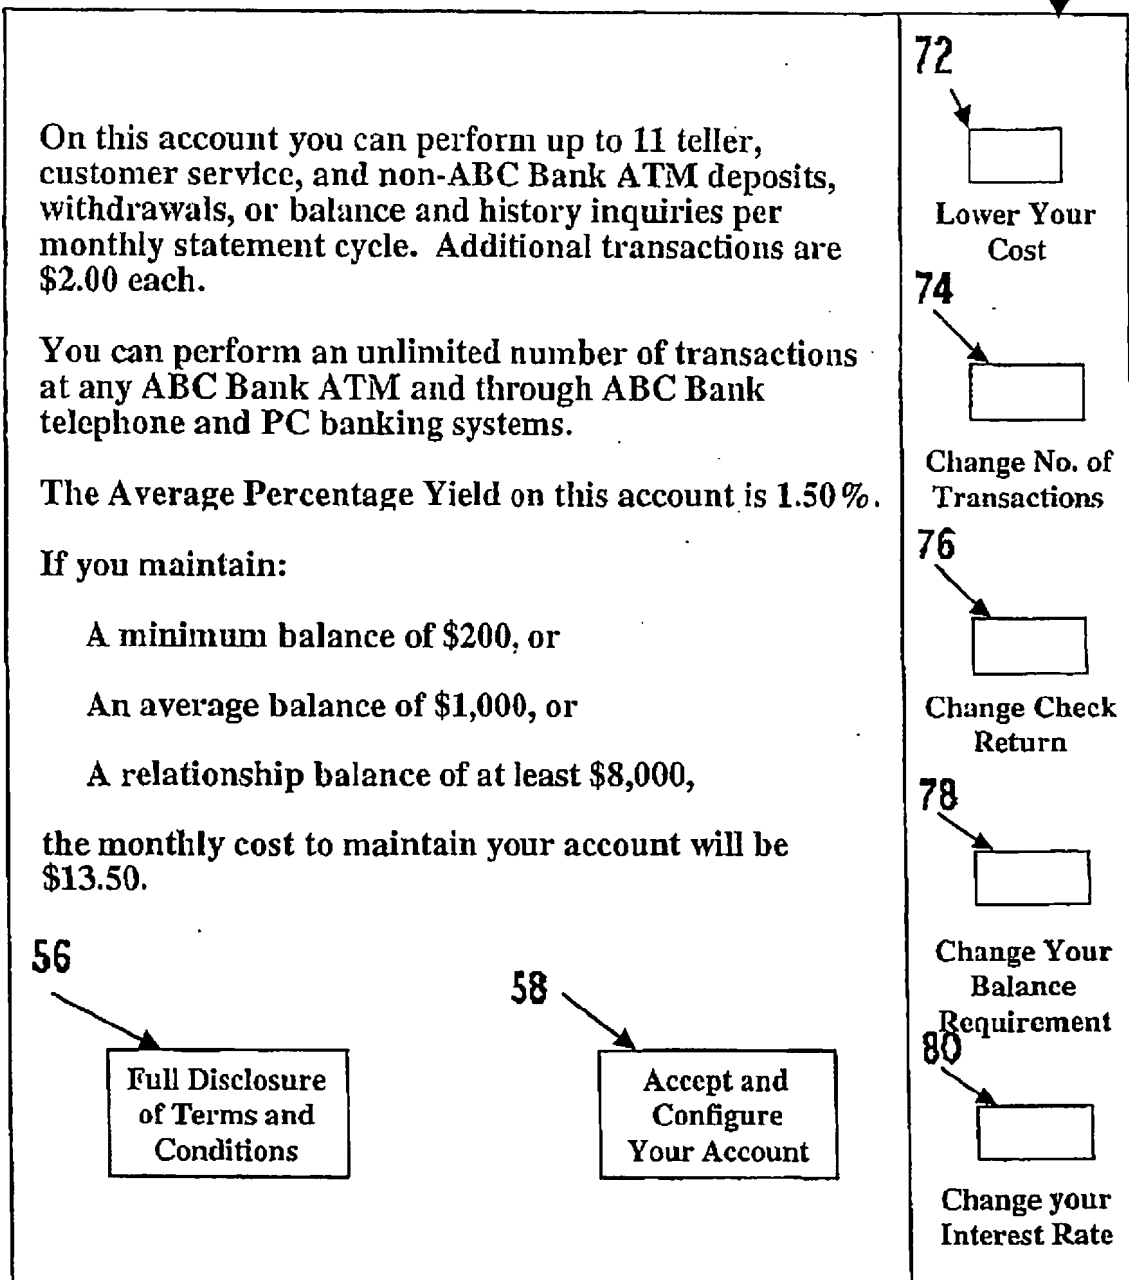 On this account you can perform up to 11 teller,
customer service, and non-ABC Bank ATM deposits,
withdrawals, or balance and history inquiries per
monthly statement cycle. Additional transactions are
$2.00 each.
You can perform an unlimited number of transactions
at any ABC Bank ATM and through ABC Bank
telephone and PC banking systems.
The Average Percentage Yield on this account is 1.50%.
If you maintain:
A minimum balance of $200, or
An average balance of $1,000, or
A relationship balance of at least $8,000,
the monthly cost to maintain your account will be
$13.50.
56
Full Disclosure
of Terms and
Conditions
58
Accept and
Configure
Your Account
72
Lower Your
Cost
74
Change No. of
Transactions
76
Change Check
Return
78
Change Your
Balance
Requirement
80
Change your
Interest Rate